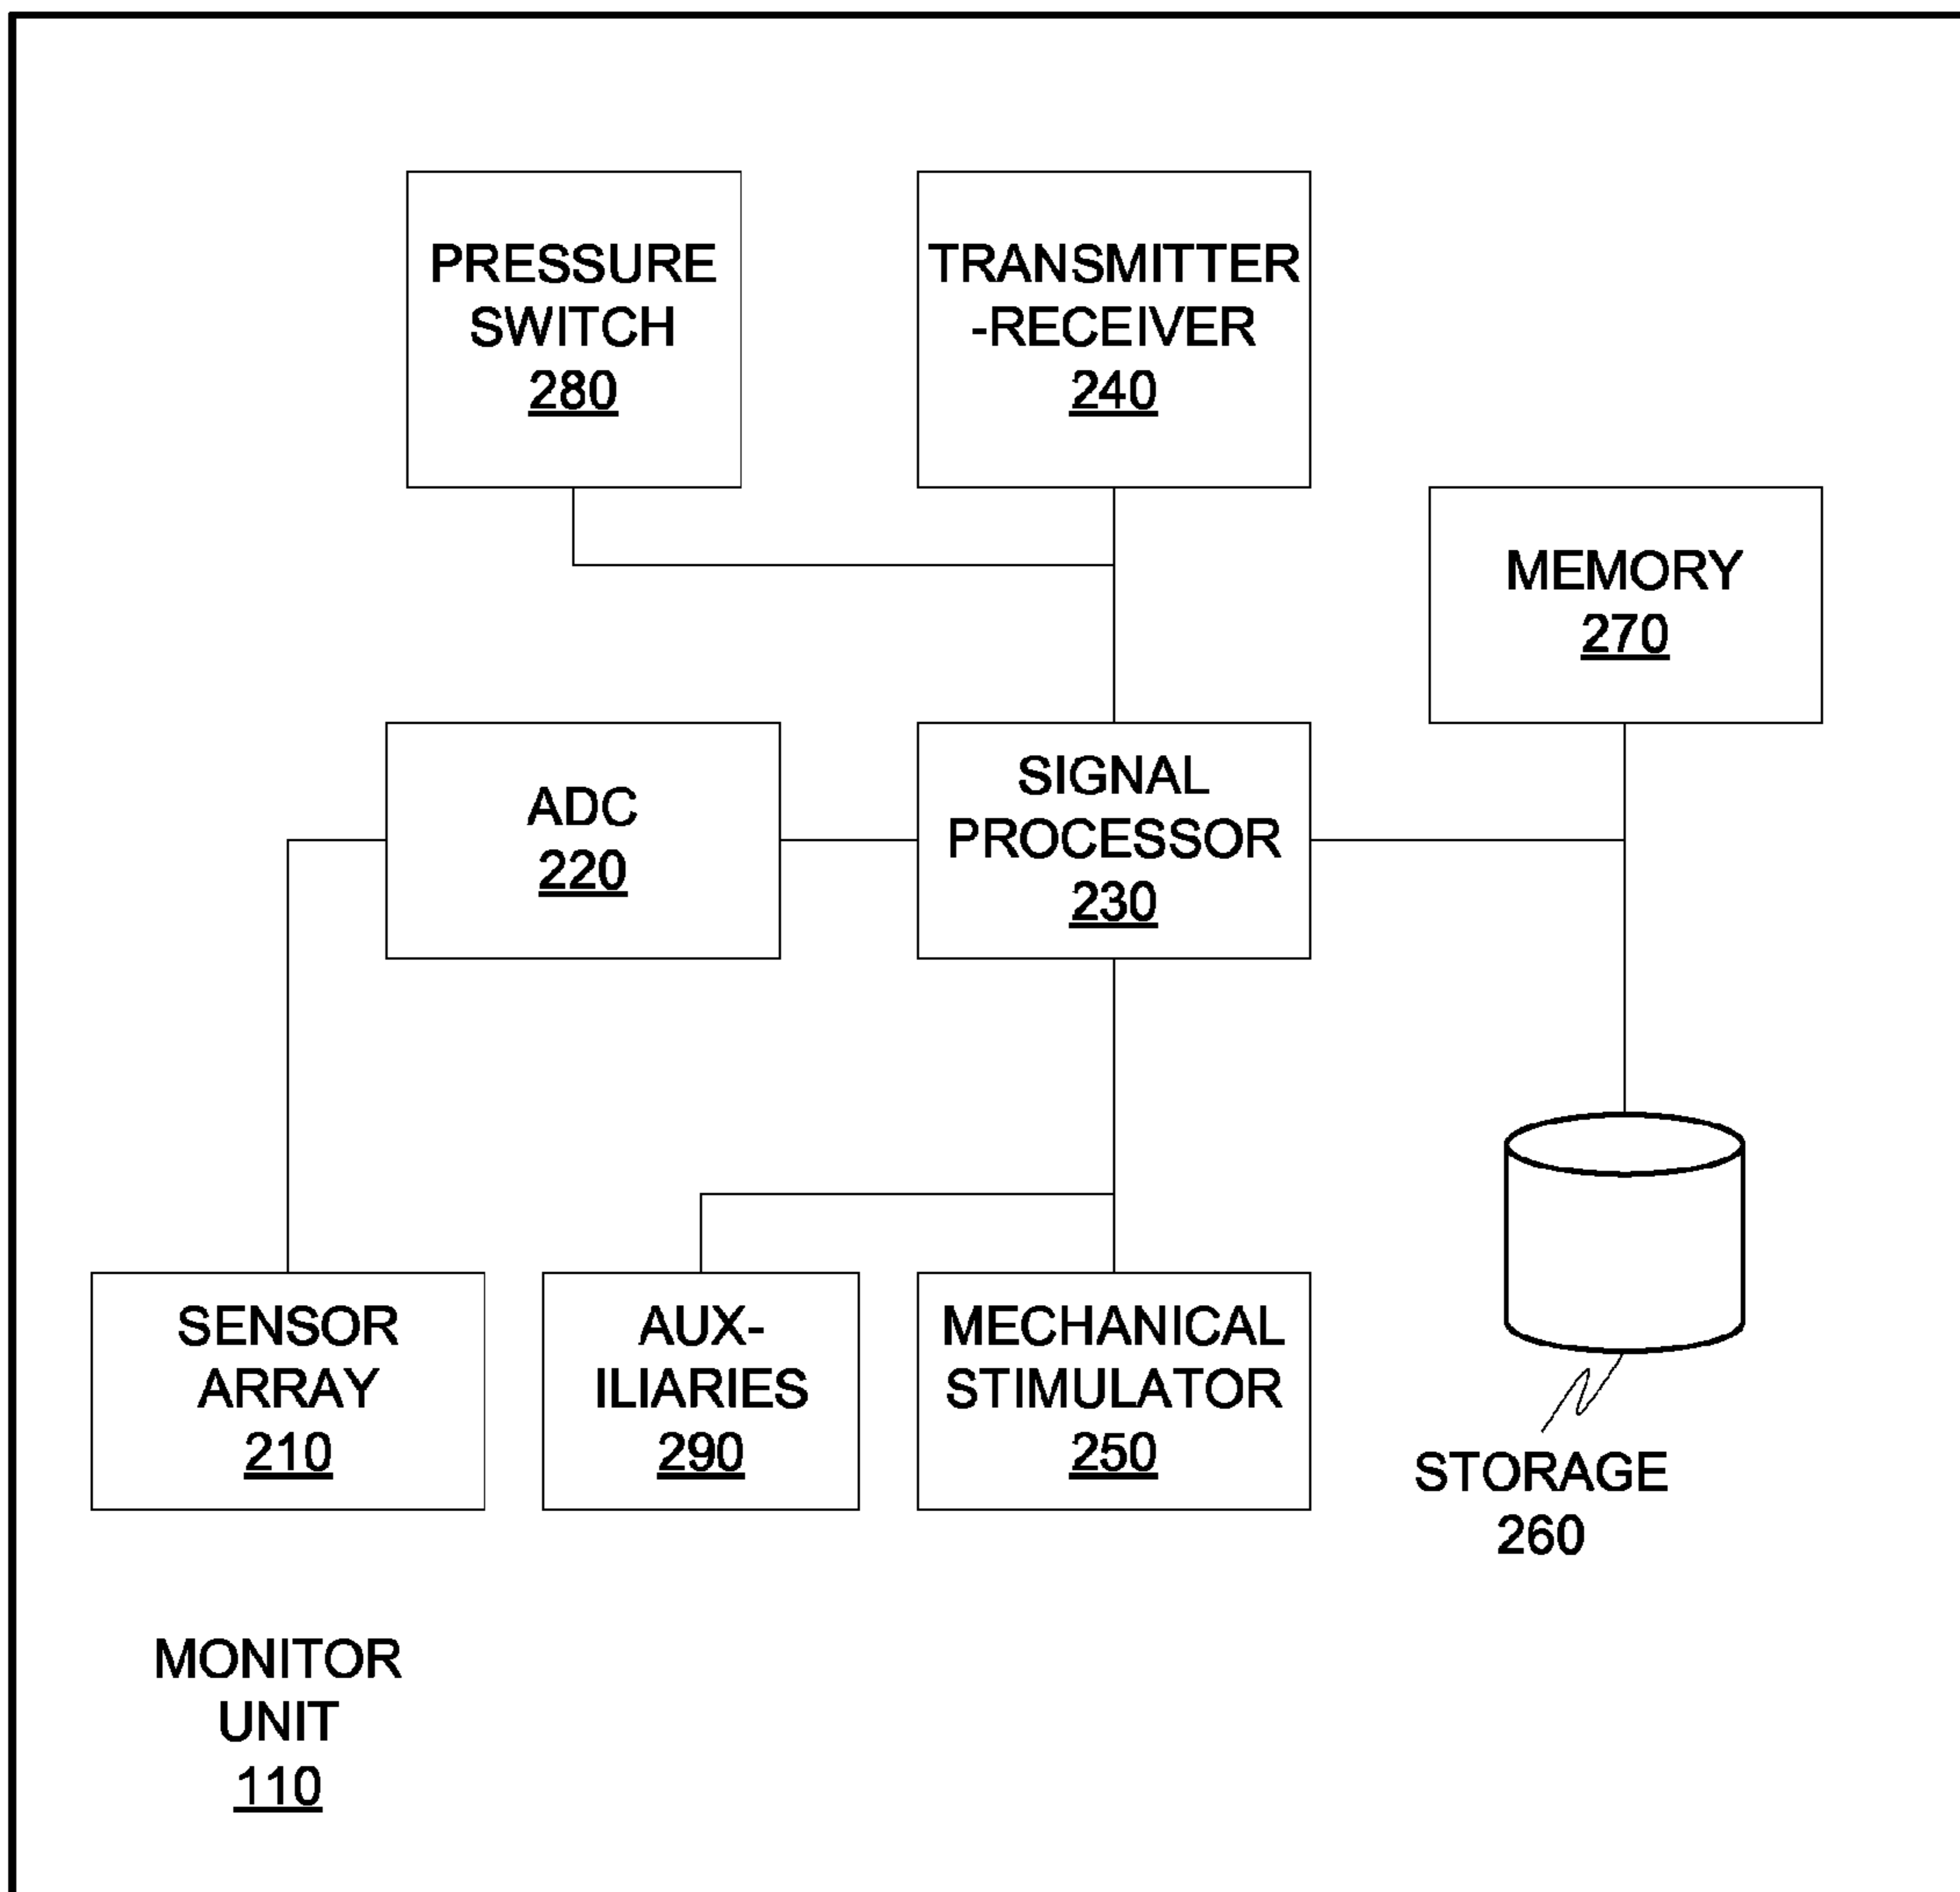 PRESSURE
SWITCH
280
TRANSMITTER
-RECEIVER
240
MEMORY
270
ADC
220
SIGNAL
PROCESSOR
230
SENSOR
ARRAY
210
AUX-
ILIARIES
290
MECHANICAL
STIMULATOR
250
STORAGE
260
MONITOR
UNIT
110